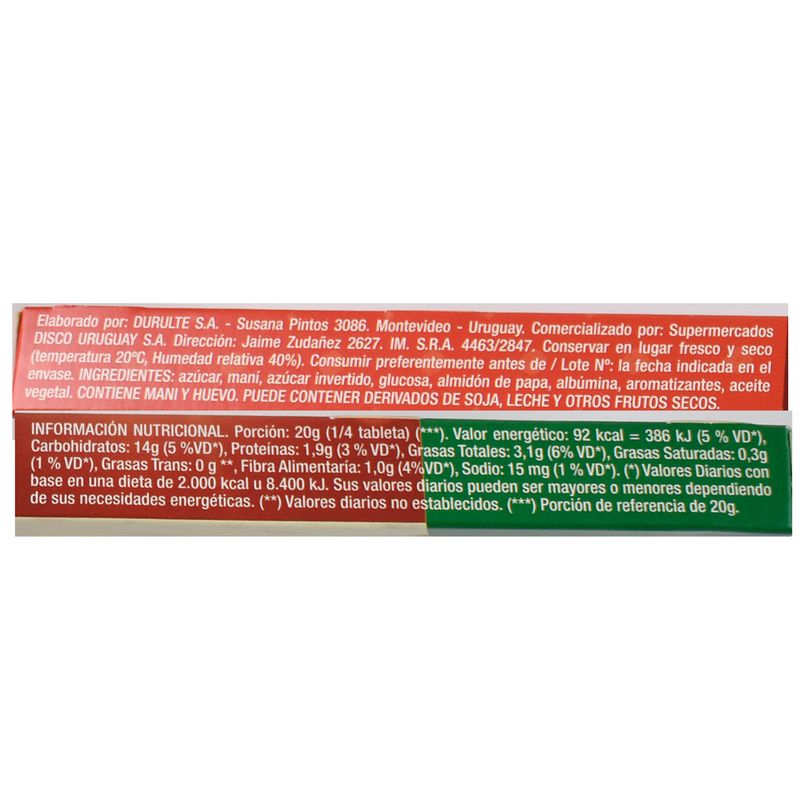 Elaborado por: DURULTE S.A. - Susana Pintos 3086. Montevideo - Uruguay. Comercializado por: Supermercados
DISCO URUGUAY S.A. Dirección: Jaime Zudañez 2627. IM. S.R.A. 4463/2847. Conservar en lugar fresco y seco
(temperatura 20ºC, Humedad relativa 40%). Consumir preferentemente antes de / Lote Nº: la fecha indicada en el
envase. INGREDIENTES: azúcar, maní, azúcar invertido, glucosa, almidón de papa, albúmina, aromatizantes, aceite
vegetal. CONTIENE MANI Y HUEVO. PUEDE CONTENER DERIVADOS DE SOJA, LECHE Y OTROS FRUTOS SECOS.
INFORMACIÓN NUTRICIONAL. Porción: 20g (1/4 tableta) (***). Valor energético: 92 kcal = 386 kJ (5 % VD*),
Carbohidratos: 14g (5 %VD*), Proteínas: 1,9g (3 % VD*), Grasas Totales: 3,1g (6% VD*), Grasas Saturadas: 0,3g
(1 % VD*), Grasas Trans: 0 g **, Fibra Alimentaría: 1,0g (4%VD*), Sodio: 15 mg (1 % VD*). (*) Valores Diarios con
base en una dieta de 2.000 kcal u 8.400 kJ. Sus valores diarios pueden ser mayores o menores dependiendo
de sus necesidades energéticas. (**) Valores diarios no establecidos. (***) Porción de referencia de 20g.